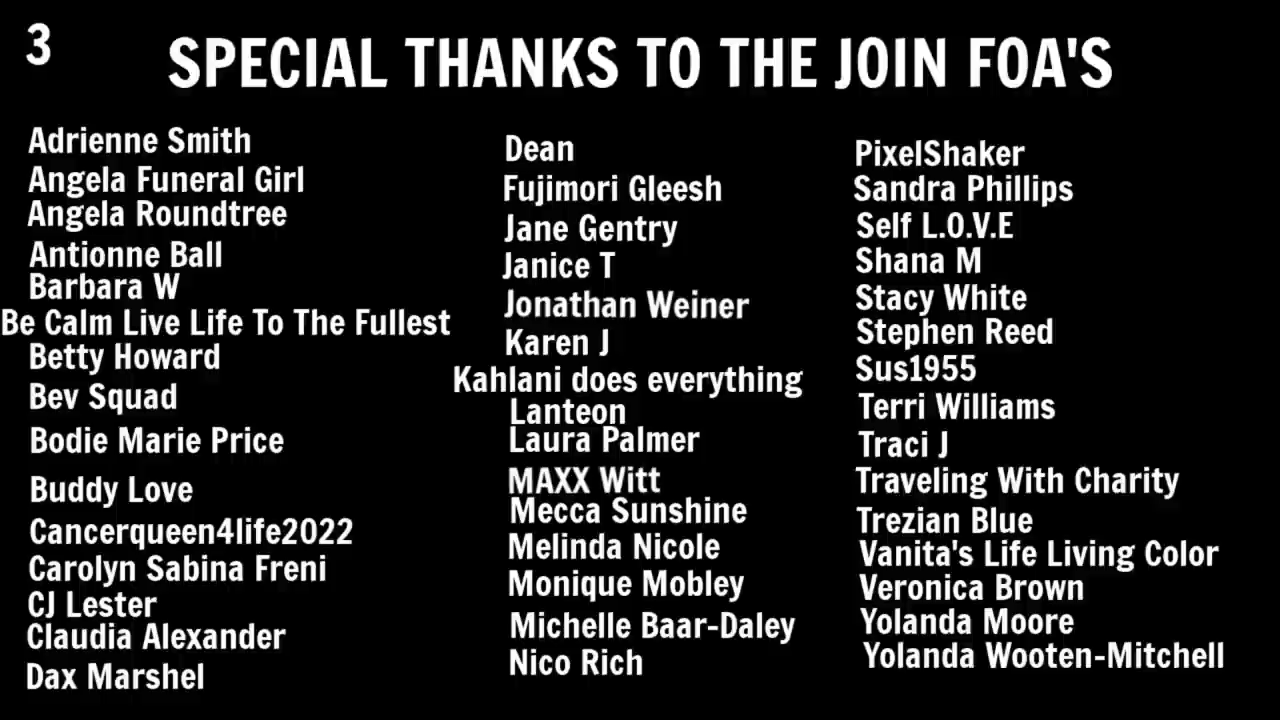 3
SPECIAL THANKS TO THE JOIN FOA'S
Adrienne Smith
Angela Funeral Girl
Angela Roundtree
Antionne Ball
Barbara W
Be Calm Live Life To The Fullest
Betty Howard
Bev Squad
Bodie Marie Price
Buddy Love
Cancerqueen4life2022
Carolyn Sabina Freni
CJ Lester
Claudia Alexander
Dax Marshel
Dean
Fujimori Gleesh
Jane Gentry
Janice T
Jonathan Weiner
Karen J
Kahlani does everything
Lanteon
Laura Palmer
MAXX Witt
Mecca Sunshine
Melinda Nicole
Monique Mobley
Michelle Baar-Daley
Nico Rich
PixelShaker
Sandra Phillips
Self L.O.V.E
Shana M
Stacy White
Stephen Reed
Sus1955
Terri Williams
Traci J
Traveling With Charity
Trezian Blue
Vanita's Life Living Color
Veronica Brown
Yolanda Moore
Yolanda Wooten-Mitchell